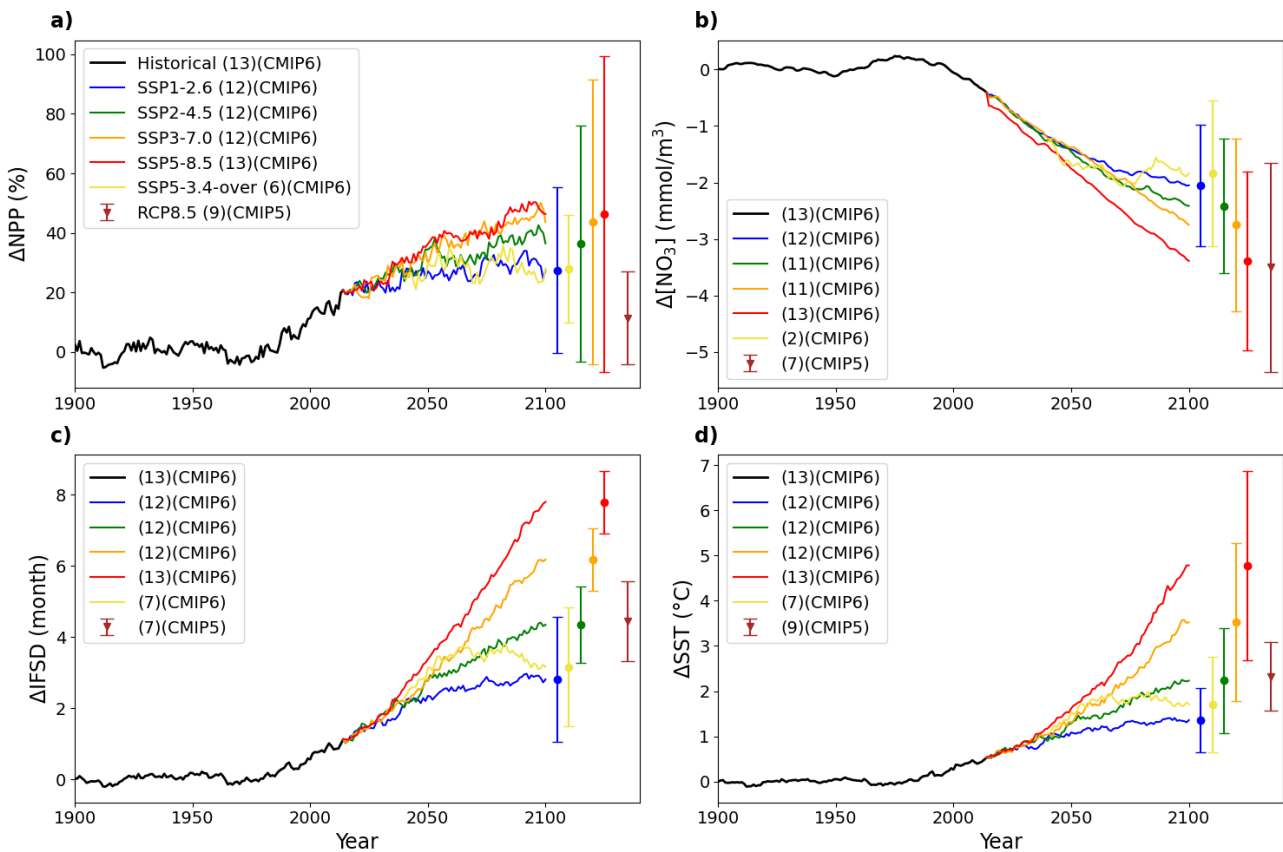 a)
ΔNPP (%)
100
80
60
40
20
0
Historical (13)(CMIP6)
SSP1-2.6 (12)(CMIP6)
SSP2-4.5 (12)(CMIP6)
SSP3-7.0 (12)(CMIP6)
SSP5-8.5 (13)(CMIP6)
SSP5-3.4-over (6)(CMIP6)
RCP8.5 (9)(CMIP5)
1900 1950 2000 2050 2100
b)
Δ[NO₃] (mmol/m³)
0
−1
−2
−3
−4
−5
(13)(CMIP6)
(12)(CMIP6)
(11)(CMIP6)
(11)(CMIP6)
(13)(CMIP6)
(2)(CMIP6)
(7)(CMIP5)
1900 1950 2000 2050 2100
c)
ΔIFSD (month)
8
6
4
2
0
(13)(CMIP6)
(12)(CMIP6)
(12)(CMIP6)
(12)(CMIP6)
(13)(CMIP6)
(7)(CMIP6)
(7)(CMIP5)
1900 1950 2000 2050 2100
Year
d)
ΔSST (°C)
7
6
5
4
3
2
1
0
(13)(CMIP6)
(12)(CMIP6)
(12)(CMIP6)
(12)(CMIP6)
(13)(CMIP6)
(7)(CMIP6)
(9)(CMIP5)
1900 1950 2000 2050 2100
Year